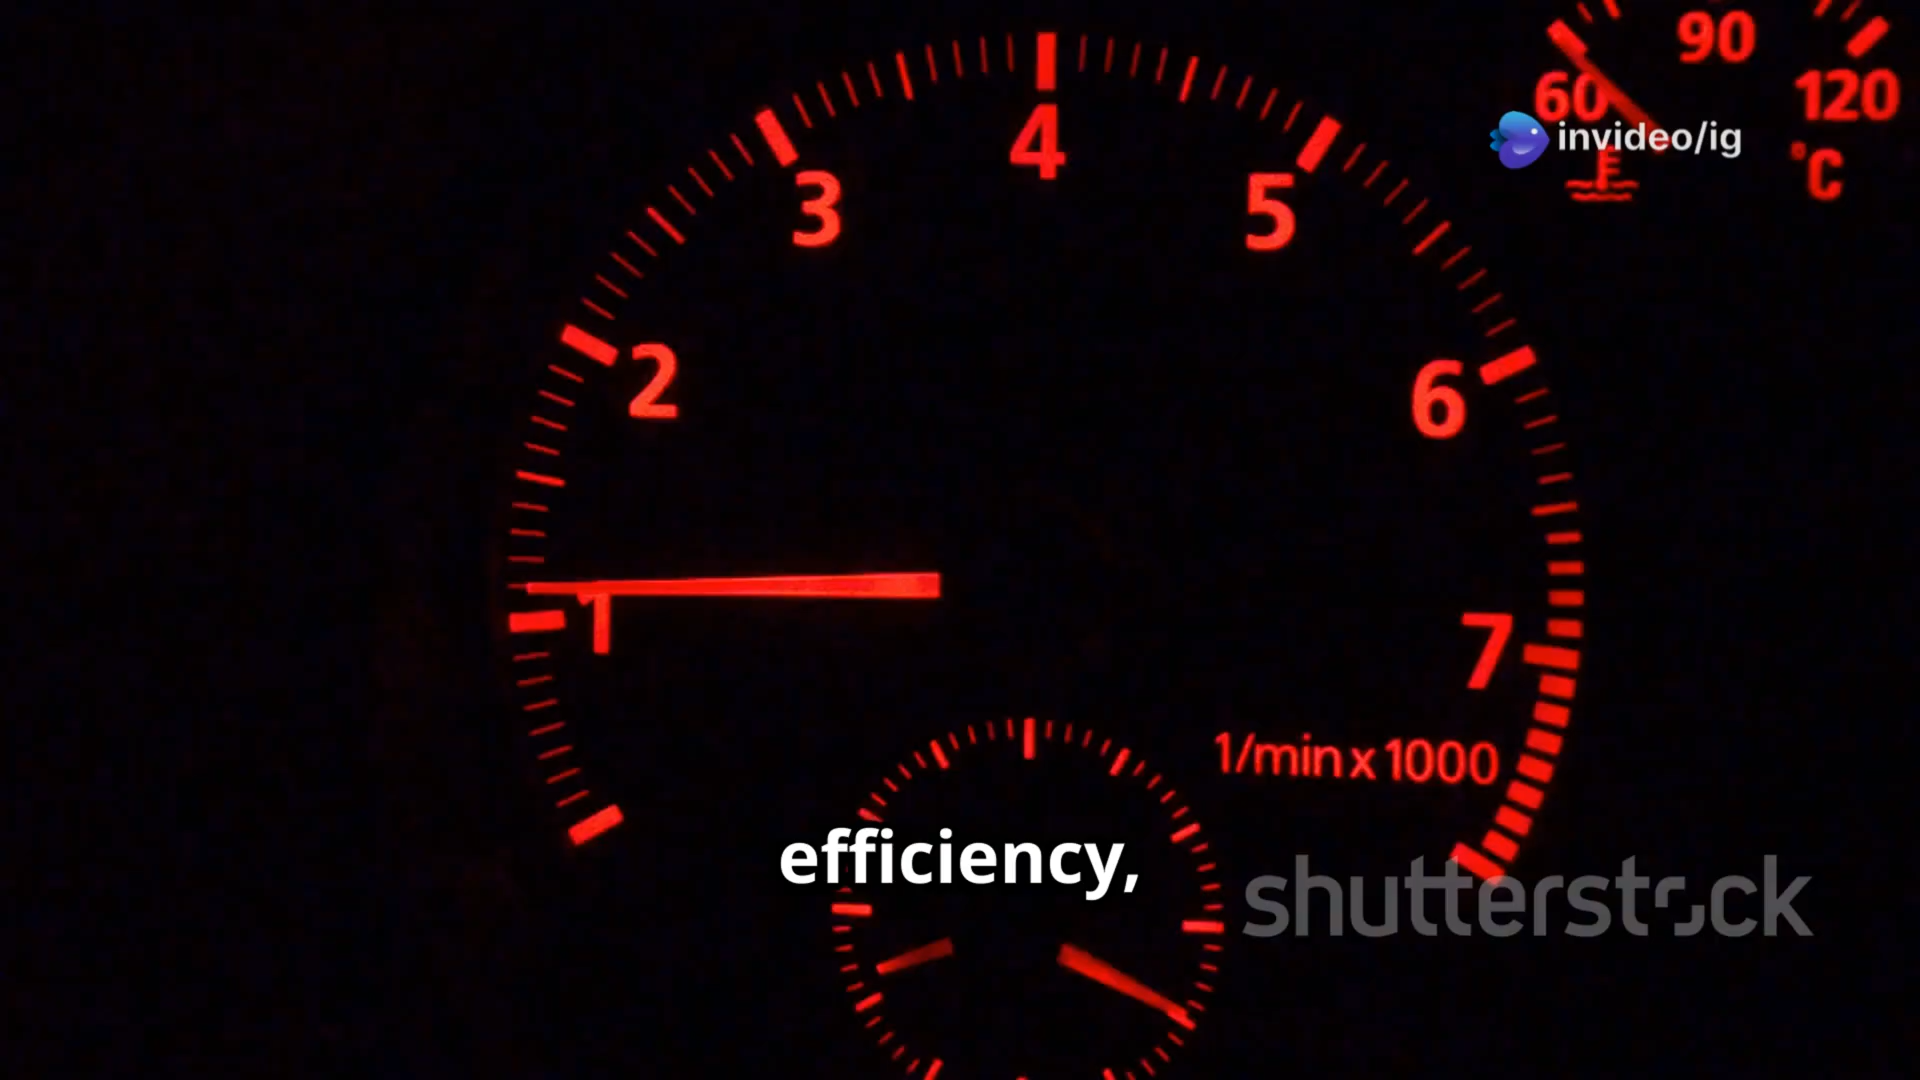 90
60
120
invideo/ig
°C
4
3
5
2
6
1
7
1/min x 1000
efficiency,
shutterstock